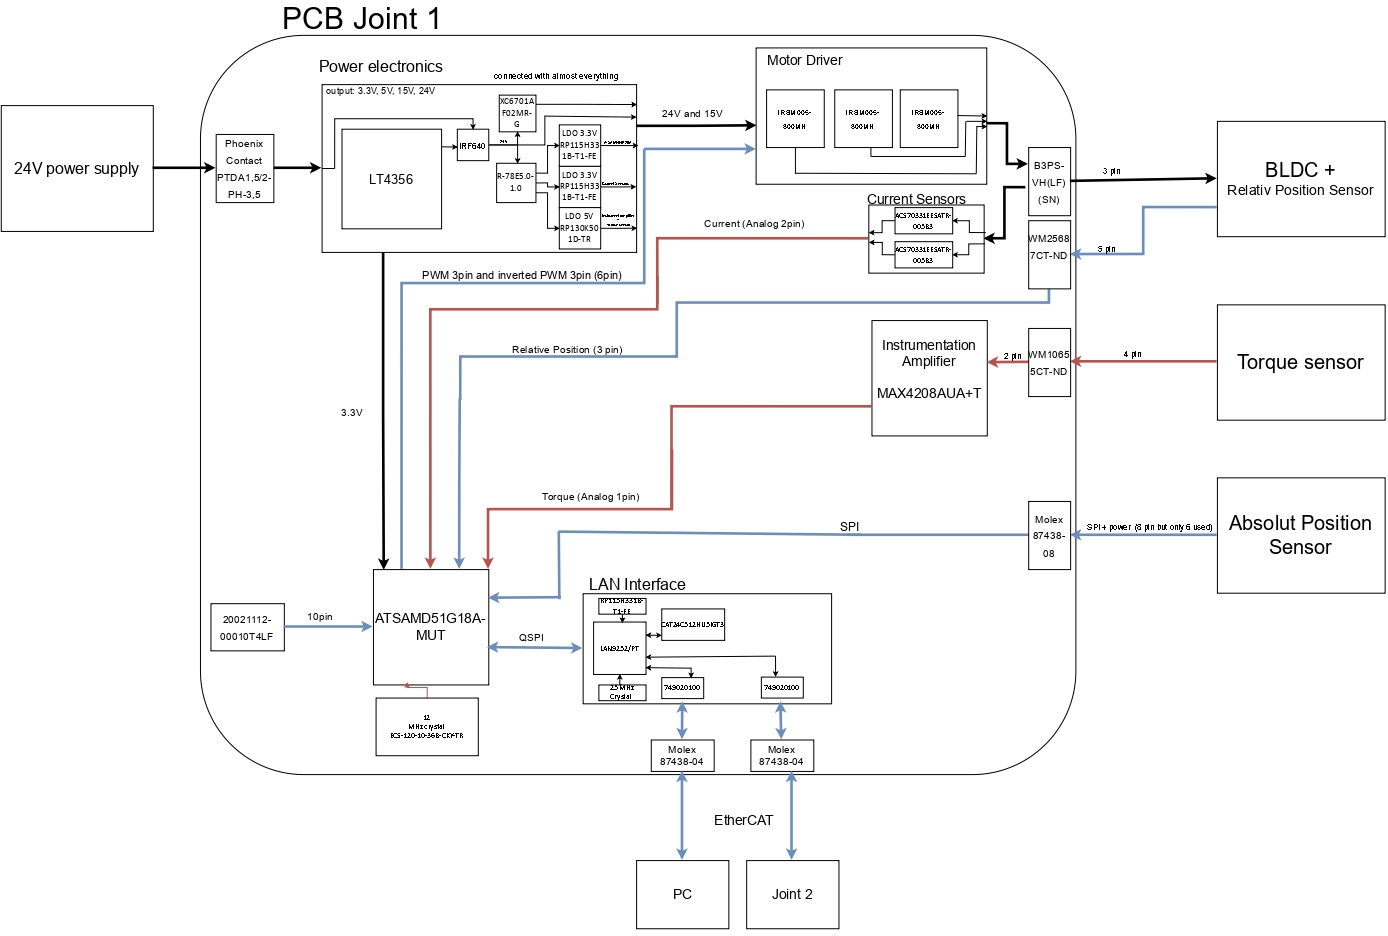 PCB Joint 1
Power electronics
connected with almost everything
output: 3.3V, 5V, 15V, 24V
24V power supply
Phoenix
Contact
PTDA1,5/2-
PH-3,5
LT4356
IRF640
XC6701A
F02MR-
G
R-78E5.0-
1.0
LDO 3.3V
RP115H33
1B-T1-FE
LDO 3.3V
RP115H33
1B-T1-FE
LDO 5V
RP130K50
1D-TR
24V and 15V
Motor Driver
IRSM005-
800MH
IRSM005-
800MH
IRSM005-
800MH
B3PS-
VH(LF)
(SN)
3 pin
BLDC +
Relativ Position Sensor
Current Sensors
ACS70331EESATR-
005B3
ACS70331EESATR-
005B3
WM2568
7CT-ND
5 pin
Current (Analog 2pin)
PWM 3pin and inverted PWM 3pin (6pin)
Relative Position (3 pin)
Instrumentation
Amplifier
MAX4208AUA+T
2 pin
WM1065
5CT-ND
4 pin
Torque sensor
3.3V
Torque (Analog 1pin)
SPI
Molex
87438-
08
SPI + power (8 pin but only 6 used)
Absolut Position
Sensor
20021112-
00010T4LF
10pin
ATSAMD51G18A-
MUT
QSPI
12
MHz crystal
ECS-120-10-36B-CKY-TR
LAN Interface
RP115H331B-
T1-FE
LAN9252/PT
CAT24C512HU5IGT3
25 MHz
Crystal
749020100
749020100
Molex
87438-04
Molex
87438-04
EtherCAT
PC
Joint 2